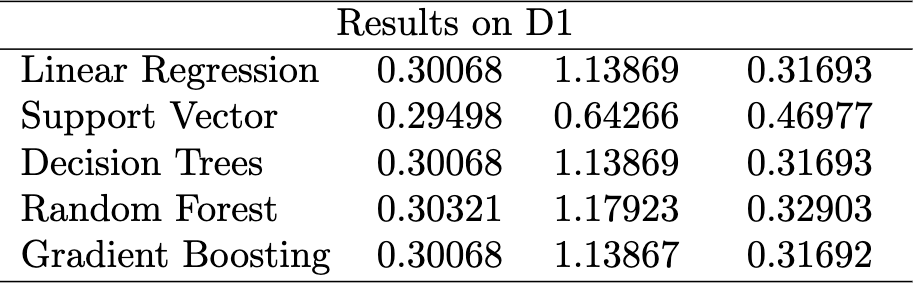 Results on D1
Linear Regression 0.30068 1.13869 0.31693
Support Vector 0.29498 0.64266 0.46977
Decision Trees 0.30068 1.13869 0.31693
Random Forest 0.30321 1.17923 0.32903
Gradient Boosting 0.30068 1.13867 0.31692